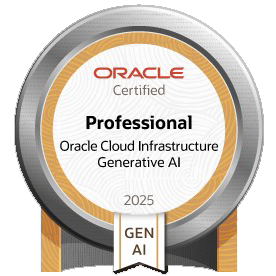 ORACLE
Certified
Professional
Oracle Cloud Infrastructure
Generative AI
2025
GEN
AI